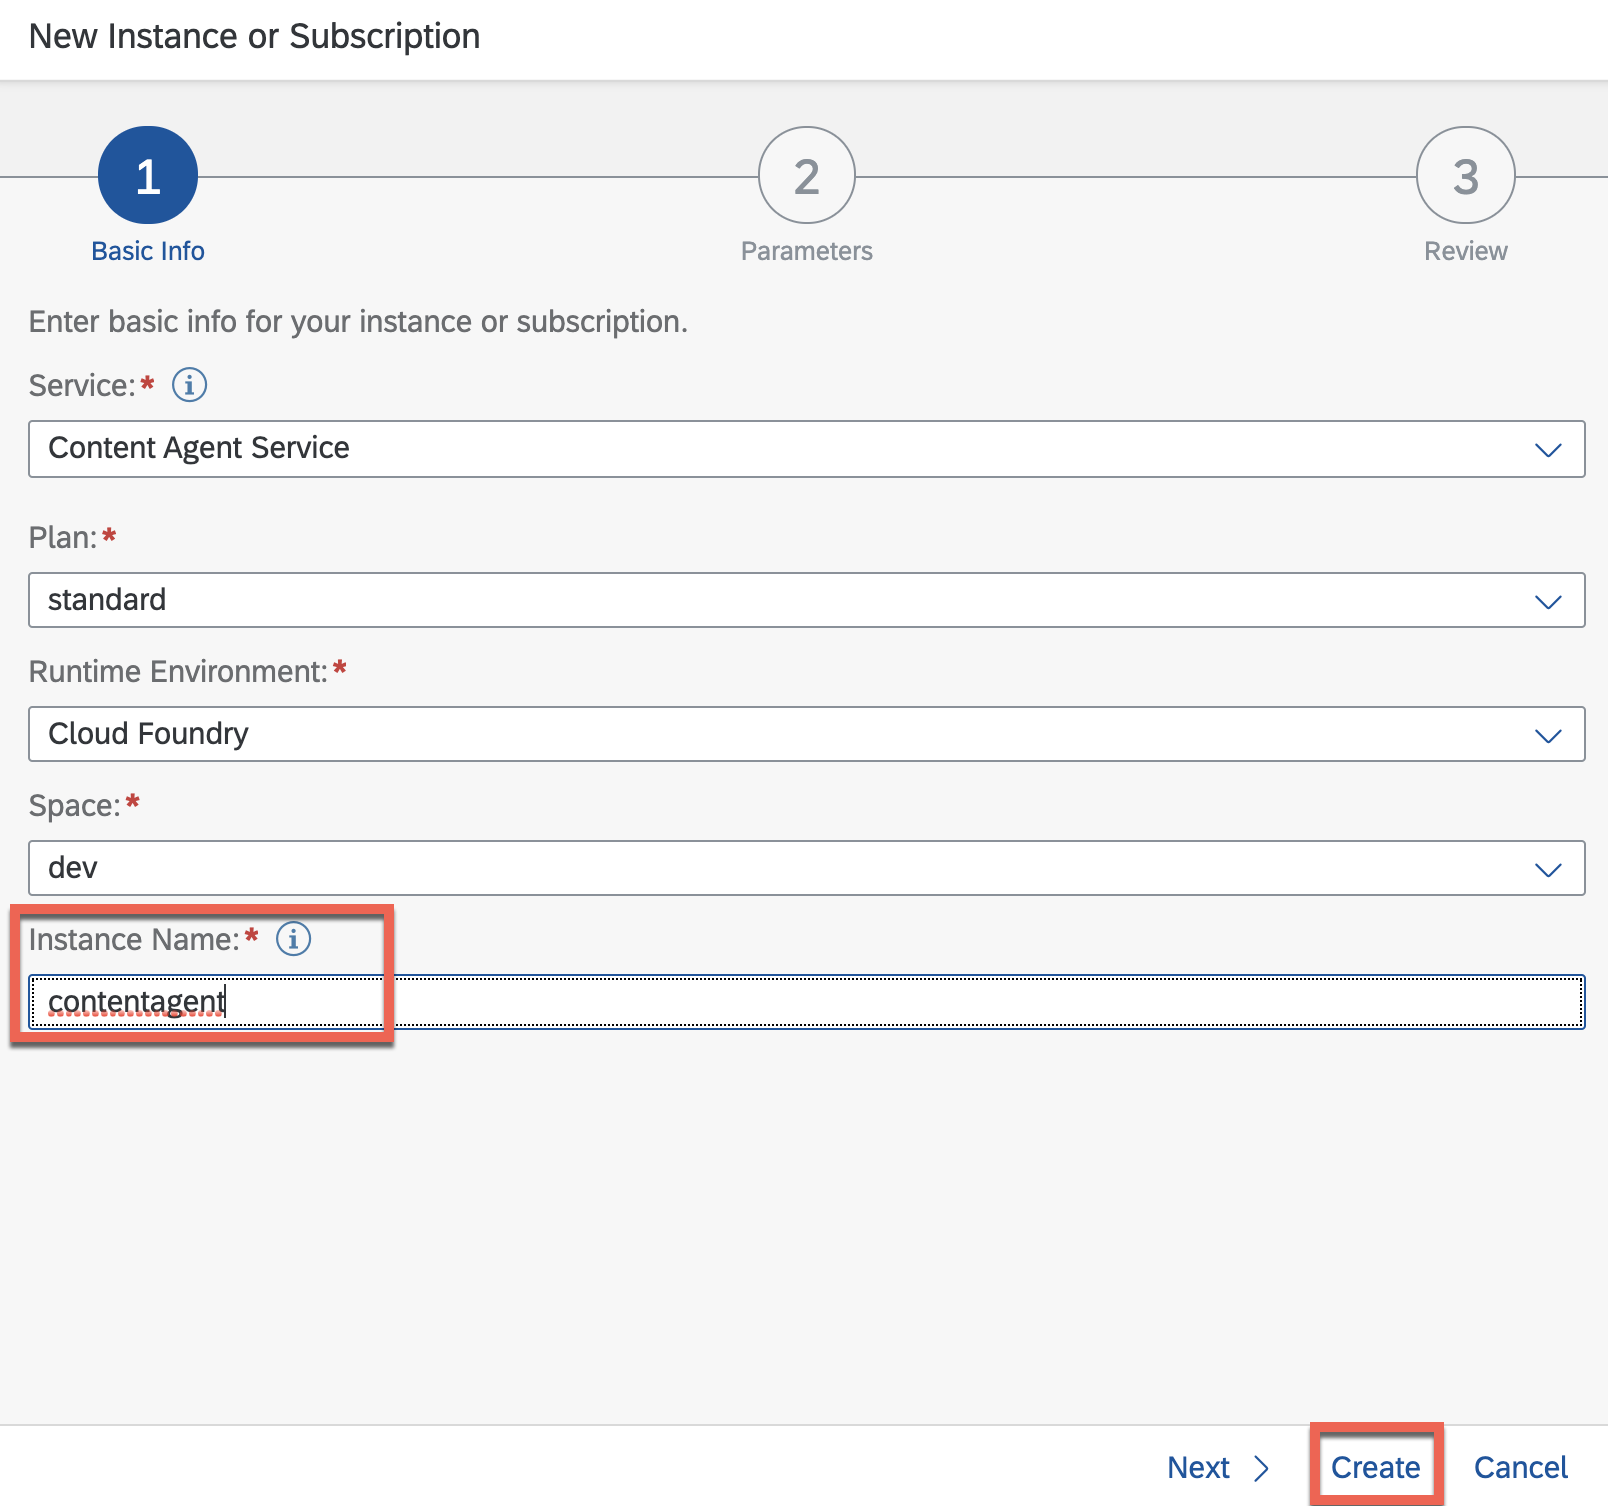 New Instance or Subscription
1
2
3
Basic Info
Parameters
Review
Enter basic info for your instance or subscription.
Service:*
Content Agent Service
Plan:*
standard
Runtime Environment:*
Cloud Foundry
Space:*
dev
Instance Name:*
contentagent
Next
Create
Cancel